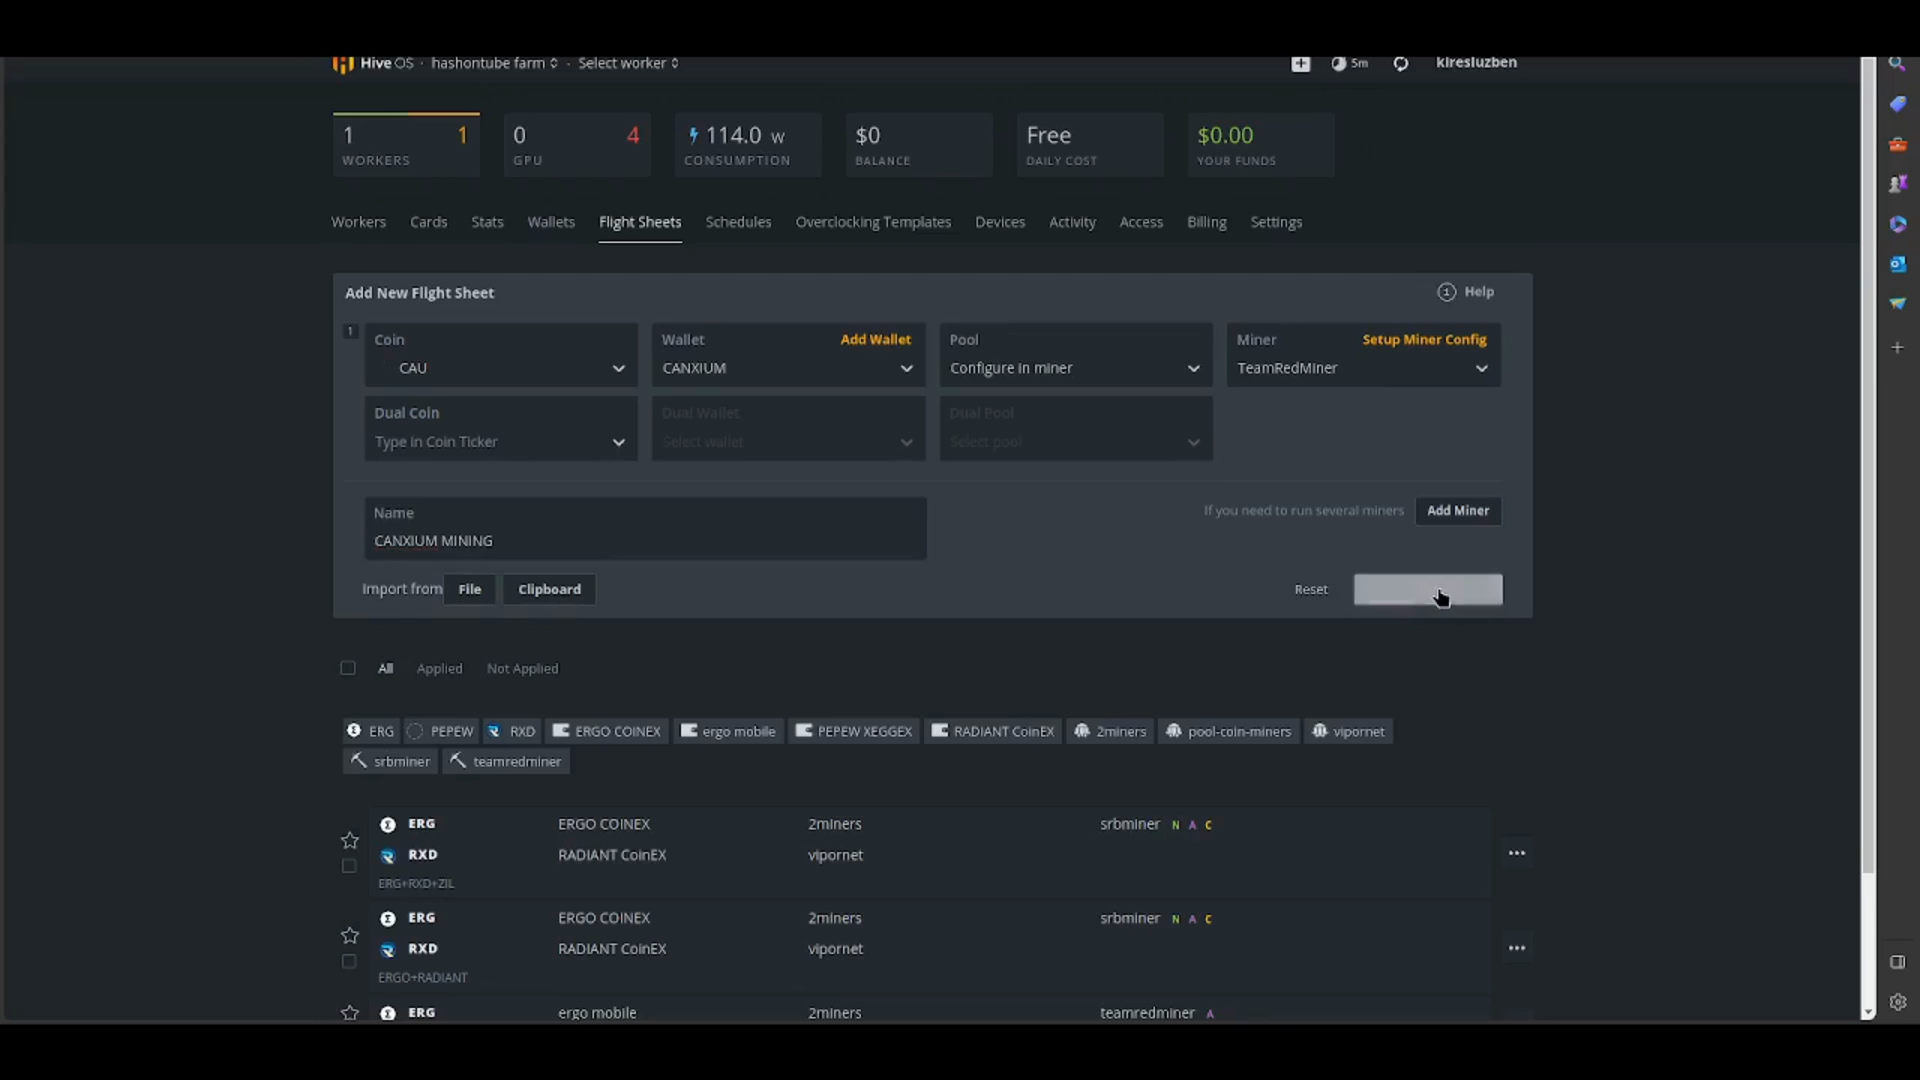 Hive OS · hashontube farm · Select worker
5m
kiresluzben
1 1
WORKERS
0 4
GPU
114.0 W
CONSUMPTION
$0
BALANCE
Free
DAILY COST
$0.00
YOUR FUNDS
Workers Cards Stats Wallets Flight Sheets Schedules Overclocking Templates Devices Activity Access Billing Settings
Add New Flight Sheet
Help
1
Coin
CAU
Wallet Add Wallet
CANXIUM
Pool
Configure in miner
Miner Setup Miner Config
TeamRedMiner
Dual Coin
Type in Coin Ticker
Dual Wallet
Select wallet
Dual Pool
Select pool
Name
CANXIUM MINING
If you need to run several miners Add Miner
Import from File Clipboard
Reset
All Applied Not Applied
ERG PEPEW RXD ERGO COINEX ergo mobile PEPEW XEGGEX RADIANT CoinEX 2miners pool-coin-miners vipornet
srbminer teamredminer
ERG ERGO COINEX 2miners srbminer N A C
RXD RADIANT CoinEX vipornet
ERG+RXD+ZIL
ERG ERGO COINEX 2miners srbminer N A C
RXD RADIANT CoinEX vipornet
ERGO+RADIANT
ERG ergo mobile 2miners teamredminer A